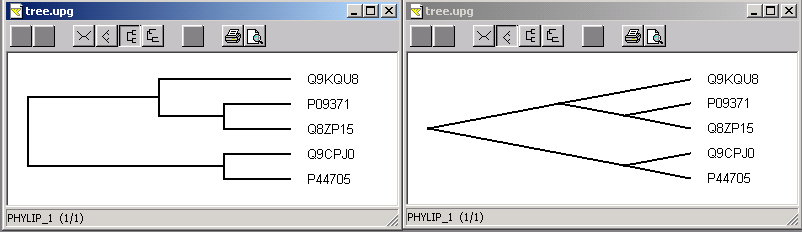 tree.upg
Q9KQU8
P09371
Q8ZP15
Q9CPJ0
P44705
PHYLIP_1 (1/1)
tree.upg
Q9KQU8
P09371
Q8ZP15
Q9CPJ0
P44705
PHYLIP_1 (1/1)